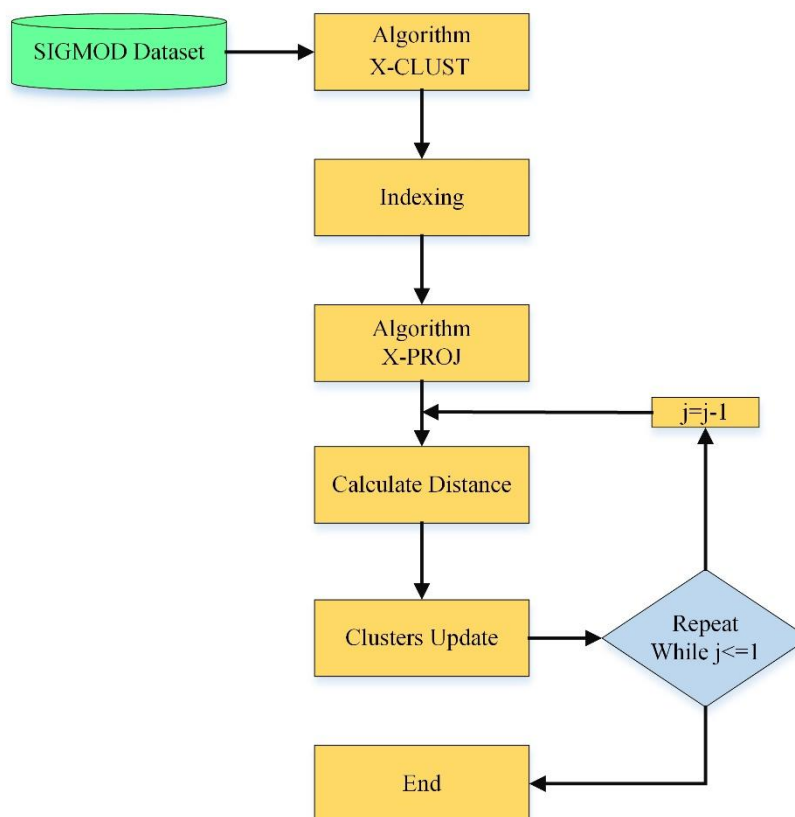 SIGMOD Dataset
Algorithm
X-CLUST
Indexing
Algorithm
X-PROJ
j=j-1
Calculate Distance
Clusters Update
Repeat
While j<=1
End